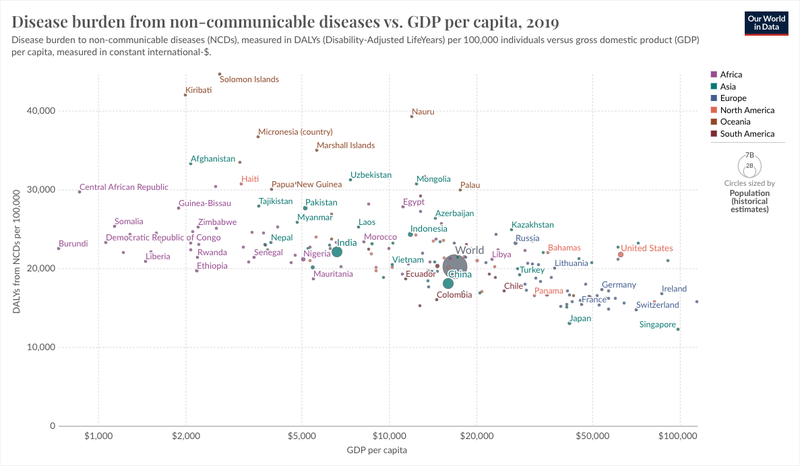 Disease burden from non-communicable diseases vs. GDP per capita, 2019
Our World
in Data
Disease burden to non-communicable diseases (NCDs), measured in DALYs (Disability-Adjusted LifeYears) per 100,000 individuals versus gross domestic product (GDP)
per capita, measured in constant international-$.
DALYs from NCDs per 100,000
40,000
30,000
20,000
10,000
0
Solomon Islands
Kiribati
Nauru
Micronesia (country)
Marshall Islands
Afghanistan
Haiti
Uzbekistan
Mongolia
Central African Republic
Papua New Guinea
Palau
Guinea-Bissau
Tajikistan
Pakistan
Egypt
Myanmar
Azerbaijan
Somalia
Zimbabwe
Laos
Kazakhstan
Indonesia
Burundi
Democratic Republic of Congo
Nepal
India
Morocco
Russia
World
Liberia
Rwanda
Senegal
Nigeria
Libya
Bahamas
United States
Ethiopia
Mauritania
Vietnam
Ecuador
China
Turkey
Lithuania
Colombia
Chile
Panama
Germany
Ireland
France
Switzerland
Japan
Singapore
$1,000
$2,000
$5,000
$10,000
$20,000
$50,000
$100,000
GDP per capita
Africa
Asia
Europe
North America
Oceania
South America
7B
2B
Circles sized by
Population
(historical
estimates)